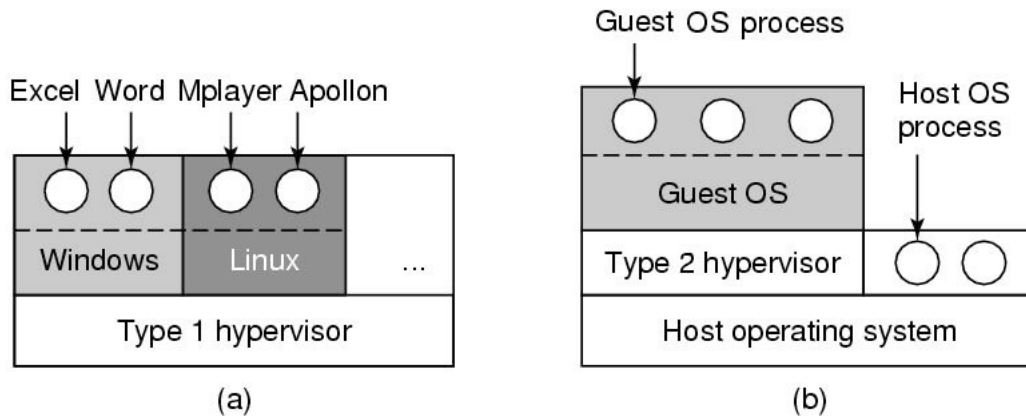 Excel Word Mplayer Apollon
Windows
Linux
...
Type 1 hypervisor
(a)
Guest OS process
Host OS
process
Guest OS
Type 2 hypervisor
Host operating system
(b)